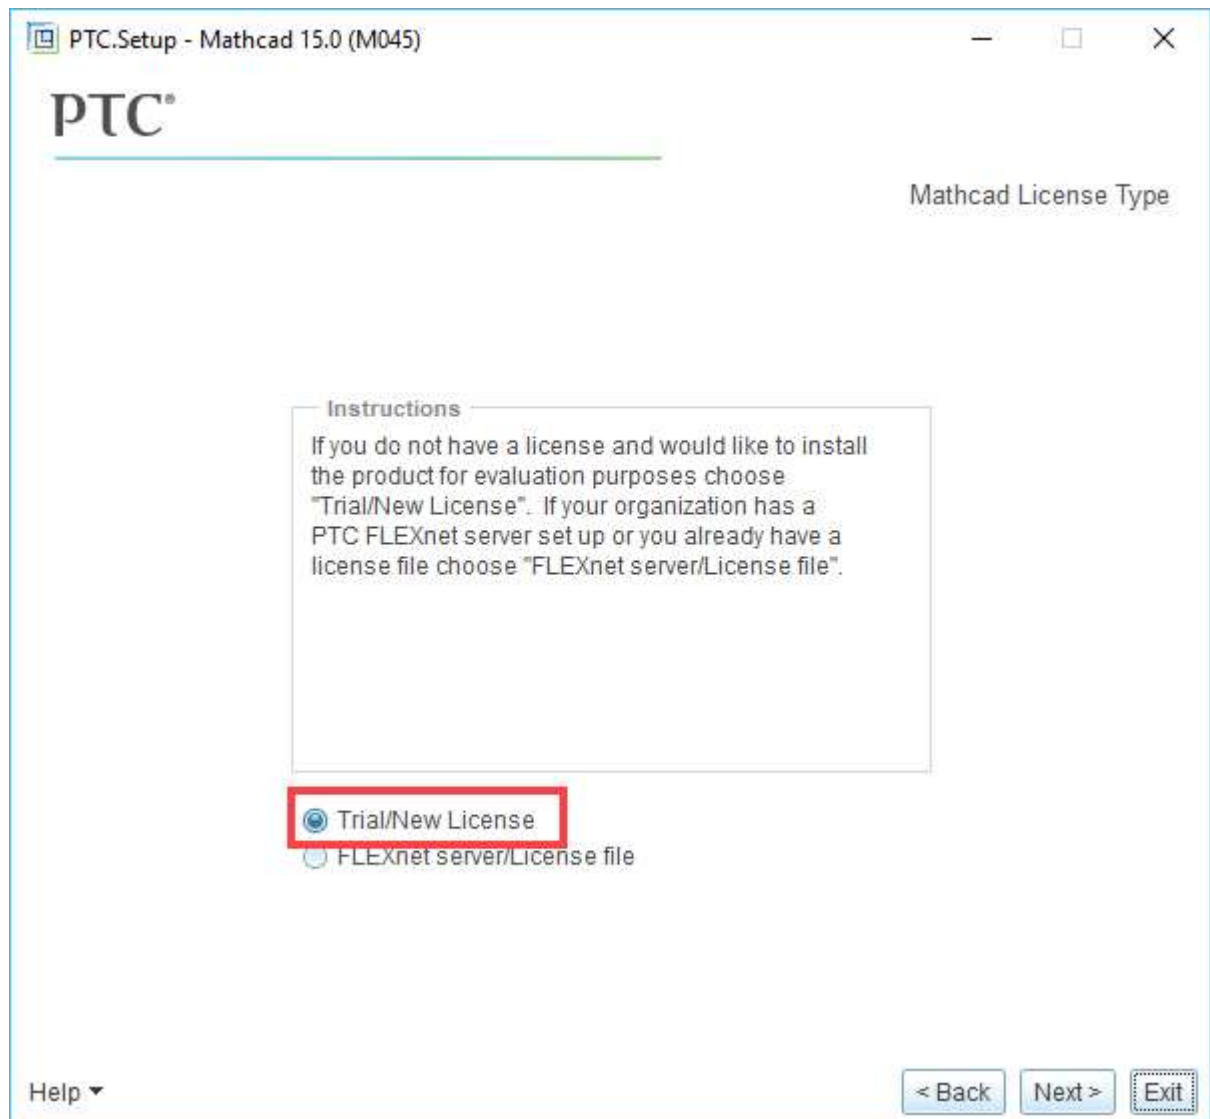 PTC.Setup - Mathcad 15.0 (M045)
PTC®
Mathcad License Type
Instructions
If you do not have a license and would like to install
the product for evaluation purposes choose
"Trial/New License".  If your organization has a
PTC FLEXnet server set up or you already have a
license file choose "FLEXnet server/License file".
Trial/New License
FLEXnet server/License file
Help
< Back
Next >
Exit